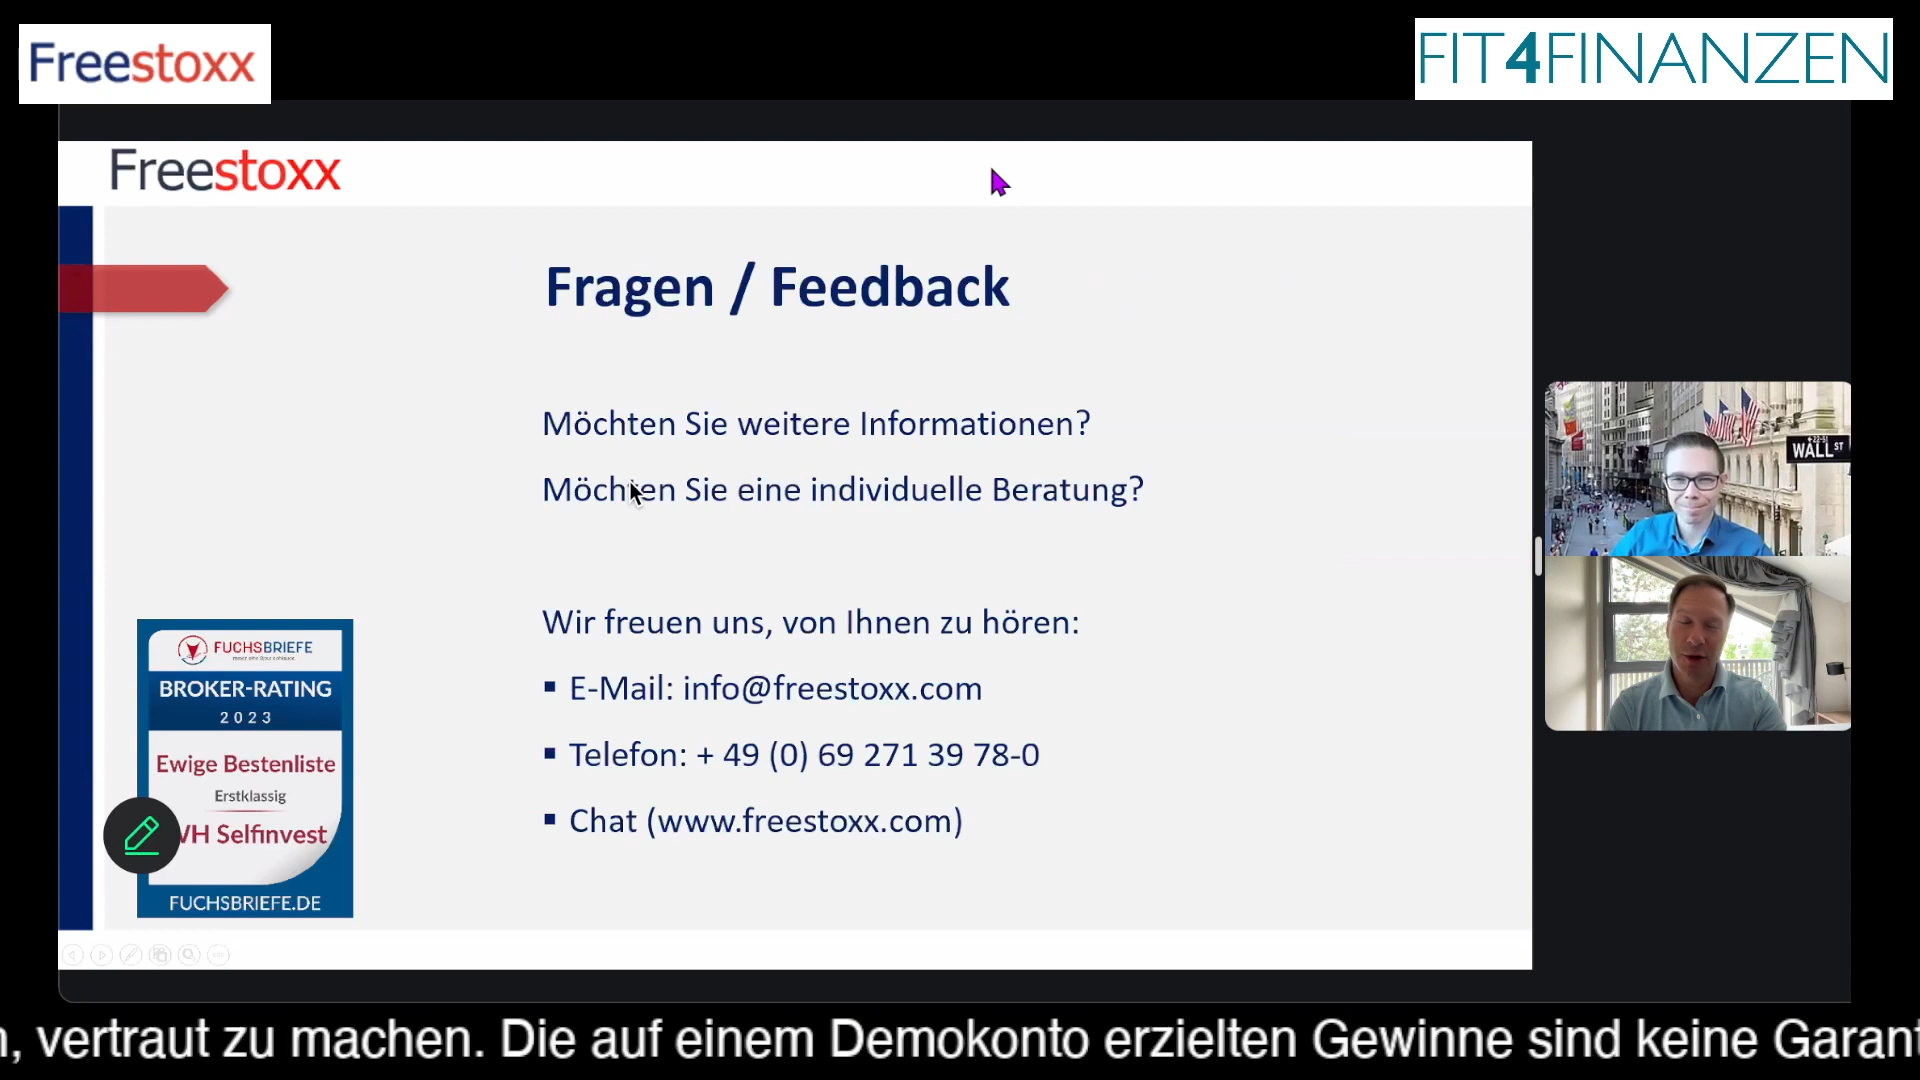 Freestoxx
FIT4FINANZEN
Freestoxx
Fragen / Feedback
Möchten Sie weitere Informationen?
Möchten Sie eine individuelle Beratung?
Wir freuen uns, von Ihnen zu hören:
▪ E-Mail: info@freestoxx.com
▪ Telefon: + 49 (0) 69 271 39 78-0
▪ Chat (www.freestoxx.com)
FUCHSBRIEFE
BROKER-RATING
2023
Ewige Bestenliste
Erstklassig
WH Selfinvest
FUCHSBRIEFE.DE
WALL ST
n, vertraut zu machen. Die auf einem Demokonto erzielten Gewinne sind keine Garant